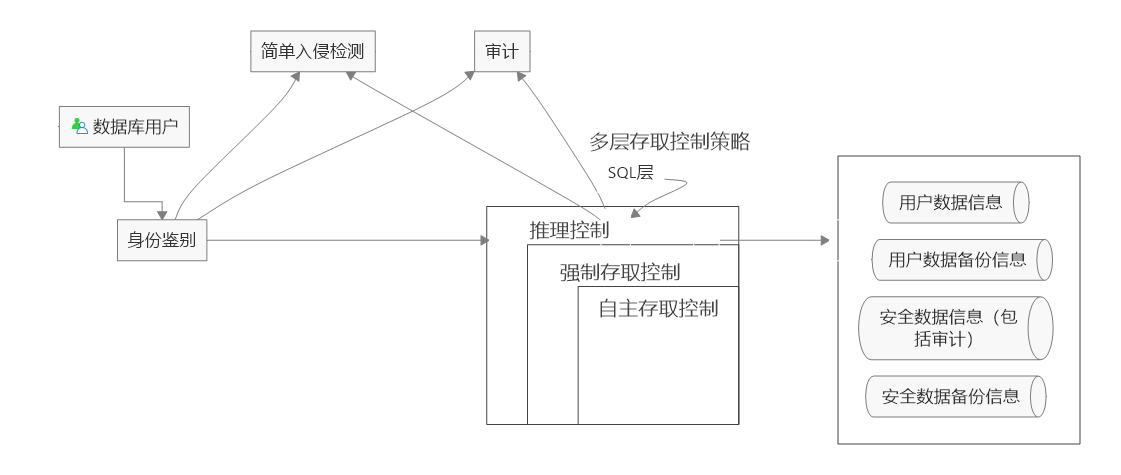 简单入侵检测
审计
数据库用户
多层存取控制策略
SQL层
身份鉴别
推理控制
强制存取控制
自主存取控制
用户数据信息
用户数据备份信息
安全数据信息（包
括审计）
安全数据备份信息